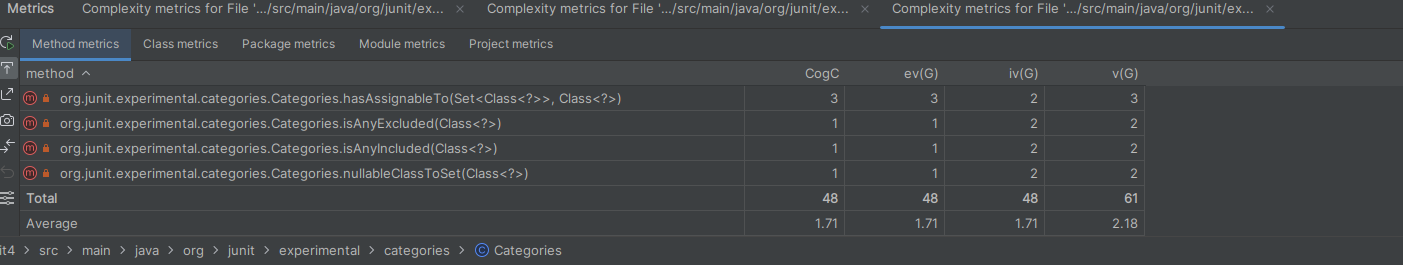 Metrics Complexity metrics for File '.../src/main/java/org/junit/ex... × Complexity metrics for File '.../src/main/java/org/junit/ex... × Complexity metrics for File '.../src/main/java/org/junit/ex... ×
Method metrics Class metrics Package metrics Module metrics Project metrics
method CogC ev(G) iv(G) v(G)
org.junit.experimental.categories.Categories.hasAssignableTo(Set<Class<?>>, Class<?>) 3 3 2 3
org.junit.experimental.categories.Categories.isAnyExcluded(Class<?>) 1 1 2 2
org.junit.experimental.categories.Categories.isAnyIncluded(Class<?>) 1 1 2 2
org.junit.experimental.categories.Categories.nullableClassToSet(Class<?>) 1 1 2 2
Total 48 48 48 61
Average 1.71 1.71 1.71 2.18
it4 > src > main > java > org > junit > experimental > categories > Categories